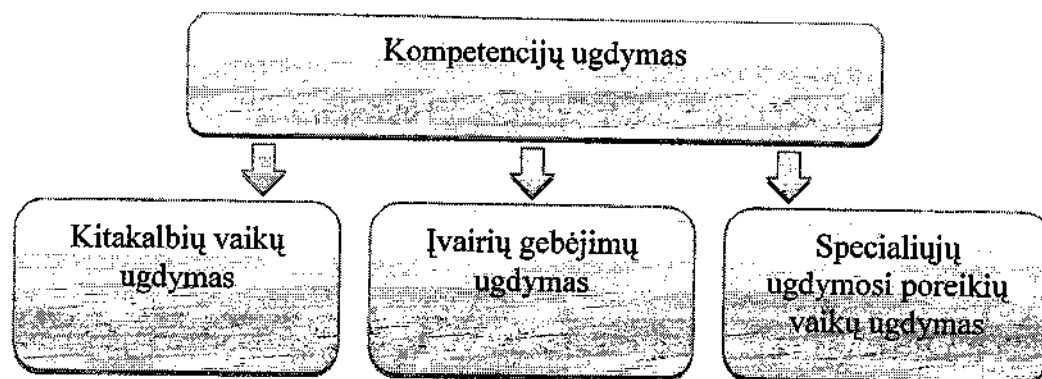 Kompetencijų ugdymas
Kitakalbių vaikų
ugdymas
Įvairių gebėjimų
ugdymas
Specialiųjų
ugdymosi poreikių
vaikų ugdymas